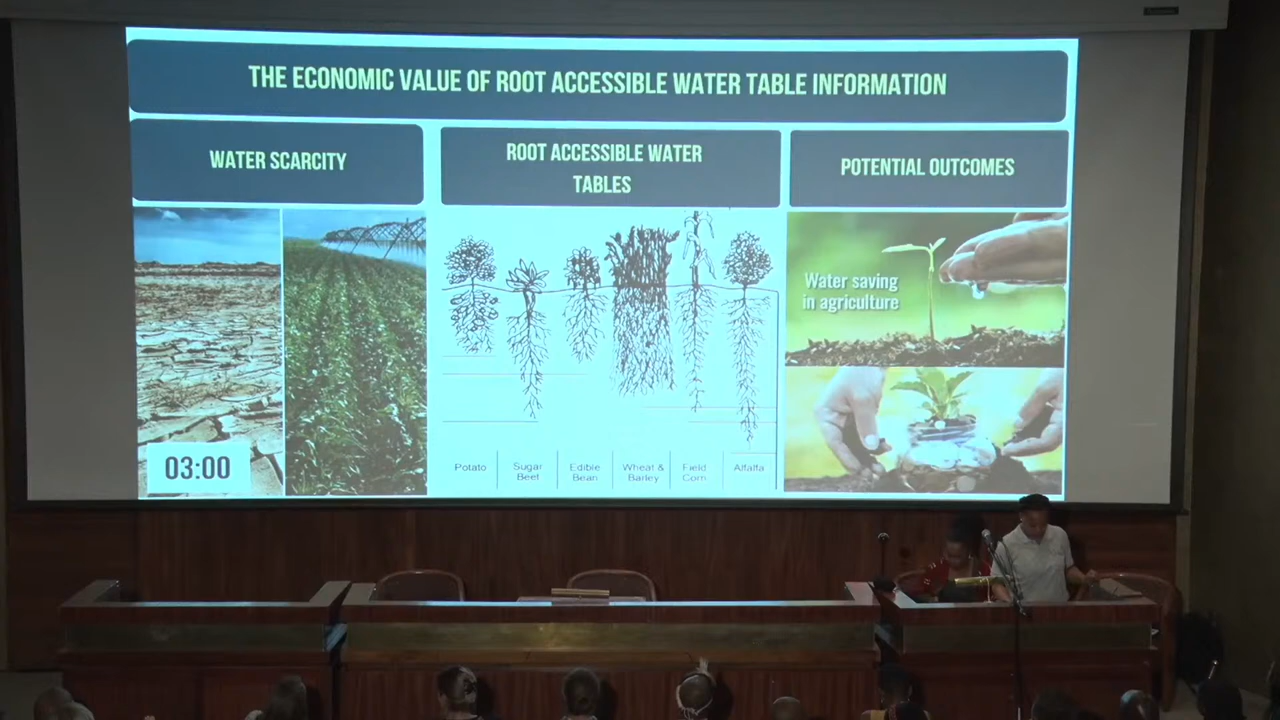 THE ECONOMIC VALUE OF ROOT ACCESSIBLE WATER TABLE INFORMATION
WATER SCARCITY
ROOT ACCESSIBLE WATER
TABLES
POTENTIAL OUTCOMES
Water saving
in agriculture
03:00
Potato
Sugar
Beet
Edible
Bean
Wheat &
Barley
Field
Corn
Alfalfa